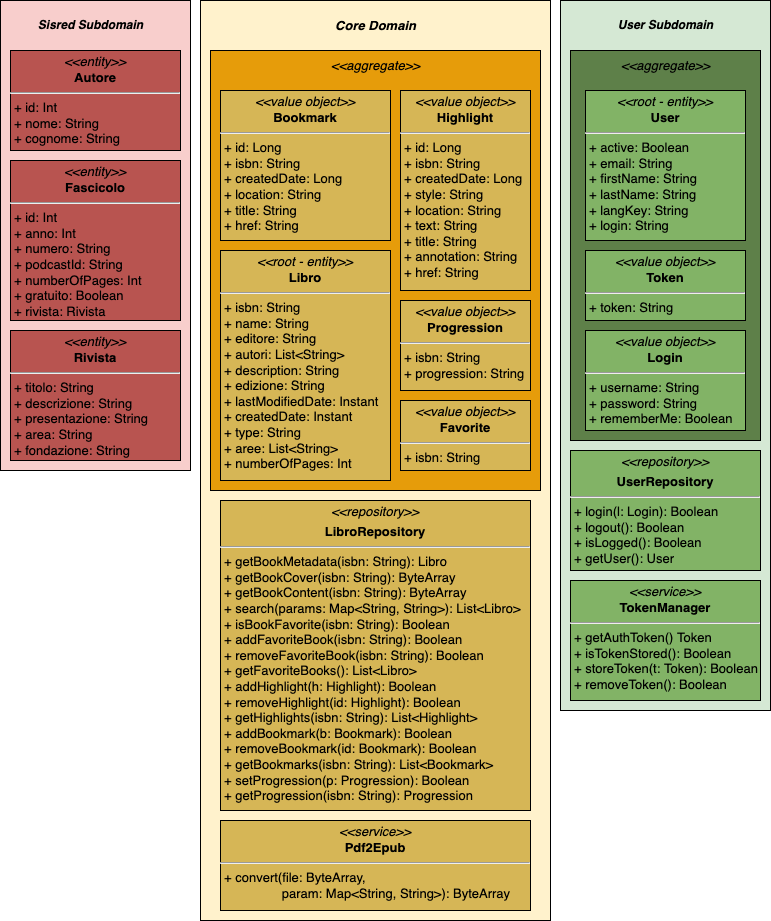 Sisred Subdomain
<<entity>>
Autore
+ id: Int
+ nome: String
+ cognome: String
<<entity>>
Fascicolo
+ id: Int
+ anno: Int
+ numero: String
+ podcastId: String
+ numberOfPages: Int
+ gratuito: Boolean
+ rivista: Rivista
<<entity>>
Rivista
+ titolo: String
+ descrizione: String
+ presentazione: String
+ area: String
+ fondazione: String
Core Domain
<<aggregate>>
<<value object>>
Bookmark
+ id: Long
+ isbn: String
+ createdDate: Long
+ location: String
+ title: String
+ href: String
<<root - entity>>
Libro
+ isbn: String
+ name: String
+ editore: String
+ autori: List<String>
+ description: String
+ edizione: String
+ lastModifiedDate: Instant
+ createdDate: Instant
+ type: String
+ aree: List<String>
+ numberOfPages: Int
<<value object>>
Highlight
+ id: Long
+ isbn: String
+ createdDate: Long
+ style: String
+ location: String
+ text: String
+ title: String
+ annotation: String
+ href: String
<<value object>>
Progression
+ isbn: String
+ progression: String
<<value object>>
Favorite
+ isbn: String
<<repository>>
LibroRepository
+ getBookMetadata(isbn: String): Libro
+ getBookCover(isbn: String): ByteArray
+ getBookContent(isbn: String): ByteArray
+ search(params: Map<String, String>): List<Libro>
+ isBookFavorite(isbn: String): Boolean
+ addFavoriteBook(isbn: String): Boolean
+ removeFavoriteBook(isbn: String): Boolean
+ getFavoriteBooks(): List<Libro>
+ addHighlight(h: Highlight): Boolean
+ removeHighlight(id: Highlight): Boolean
+ getHighlights(isbn: String): List<Highlight>
+ addBookmark(b: Bookmark): Boolean
+ removeBookmark(id: Bookmark): Boolean
+ getBookmarks(isbn: String): List<Bookmark>
+ setProgression(p: Progression): Boolean
+ getProgression(isbn: String): Progression
<<service>>
Pdf2Epub
+ convert(file: ByteArray,
param: Map<String, String>): ByteArray
User Subdomain
<<aggregate>>
<<root - entity>>
User
+ active: Boolean
+ email: String
+ firstName: String
+ lastName: String
+ langKey: String
+ login: String
<<value object>>
Token
+ token: String
<<value object>>
Login
+ username: String
+ password: String
+ rememberMe: Boolean
<<repository>>
UserRepository
+ login(l: Login): Boolean
+ logout(): Boolean
+ isLogged(): Boolean
+ getUser(): User
<<service>>
TokenManager
+ getAuthToken() Token
+ isTokenStored(): Boolean
+ storeToken(t: Token): Boolean
+ removeToken(): Boolean